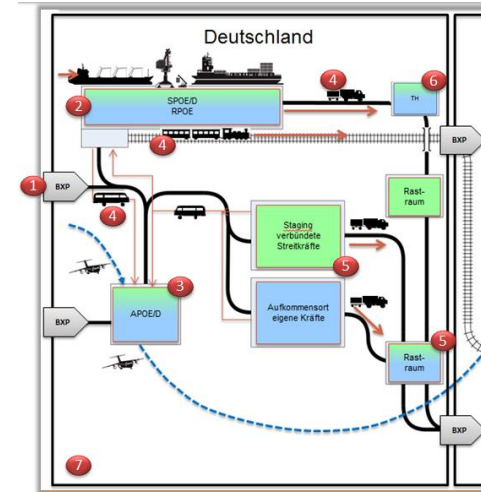 Deutschland
4
6
2
SPOE/D
RPOE
TH
4
BXP
1
BXP
4
Rast-
raum
Staging
verbündete
Streitkräfte
3
5
APOE/D
Aufkommensort
eigene Kräfte
BXP
5
Rast-
raum
BXP
7